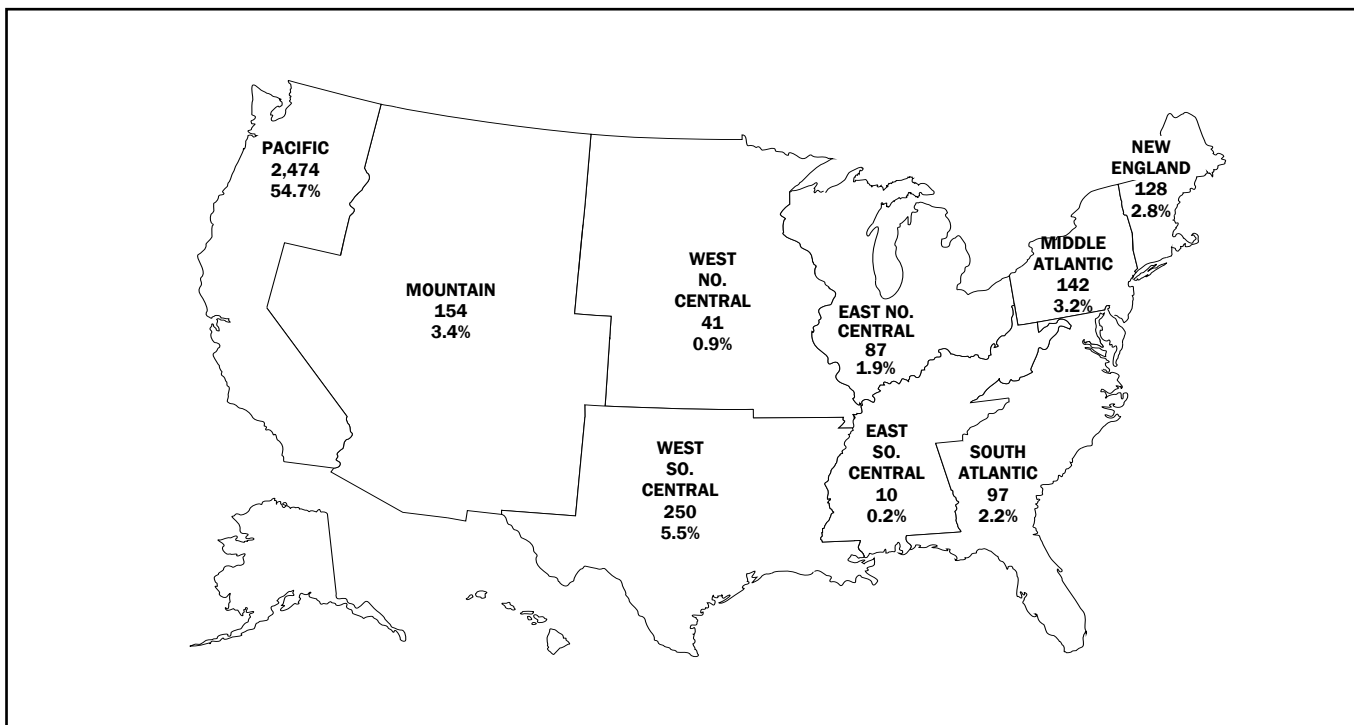 PACIFIC
2,474
54.7%
MOUNTAIN
154
3.4%
WEST
NO.
CENTRAL
41
0.9%
WEST
SO.
CENTRAL
250
5.5%
EAST NO.
CENTRAL
87
1.9%
EAST
SO.
CENTRAL
10
0.2%
SOUTH
ATLANTIC
97
2.2%
MIDDLE
ATLANTIC
142
3.2%
NEW
ENGLAND
128
2.8%